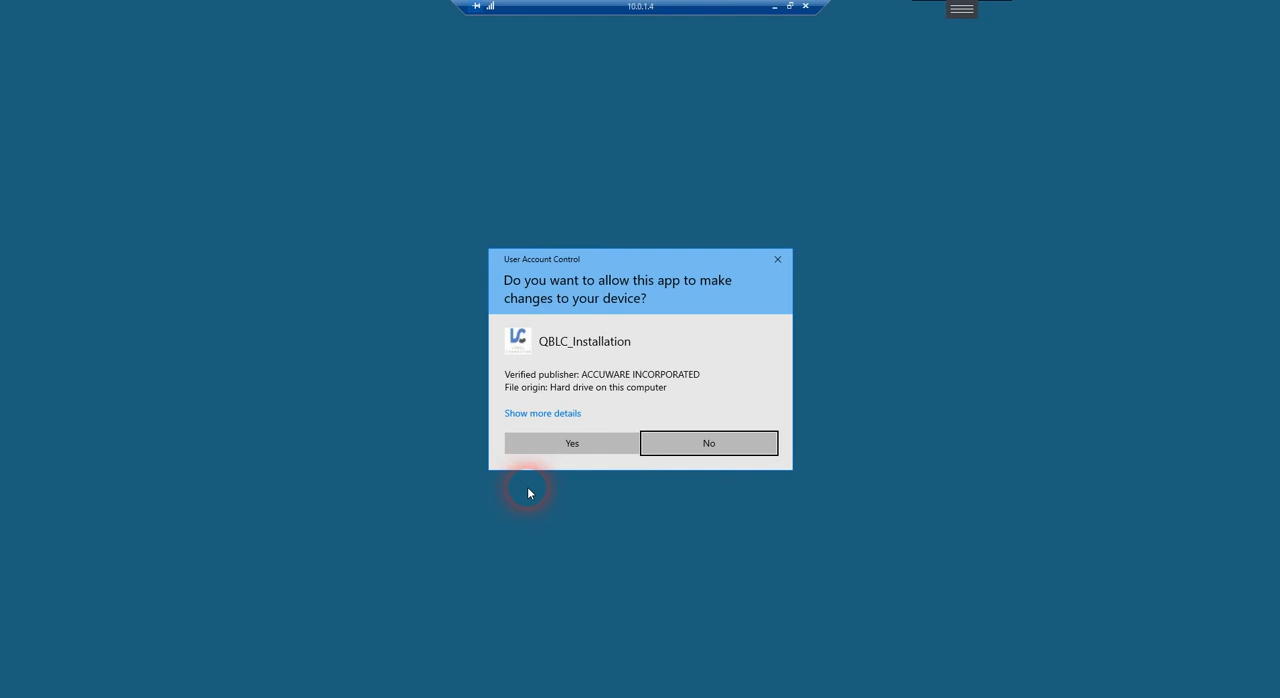 10.0.1.4
User Account Control
Do you want to allow this app to make
changes to your device?
QBLC_Installation
Verified publisher: ACCUWARE INCORPORATED
File origin: Hard drive on this computer
Show more details
Yes
No